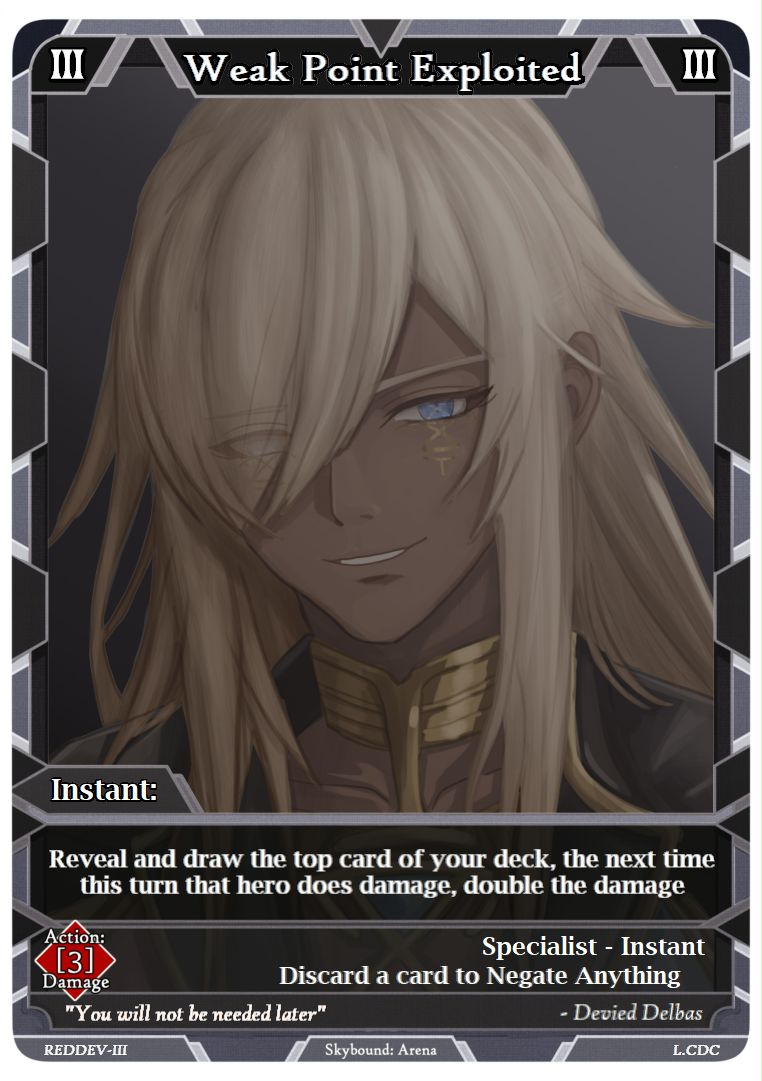 III Weak Point Exploited III
Instant:
Reveal and draw the top card of your deck, the next time
this turn that hero does damage, double the damage
Action:
[3]
Damage
Specialist - Instant
Discard a card to Negate Anything
"You will not be needed later" - Devied Delbas
REDDEV-III Skybound: Arena L.CDC